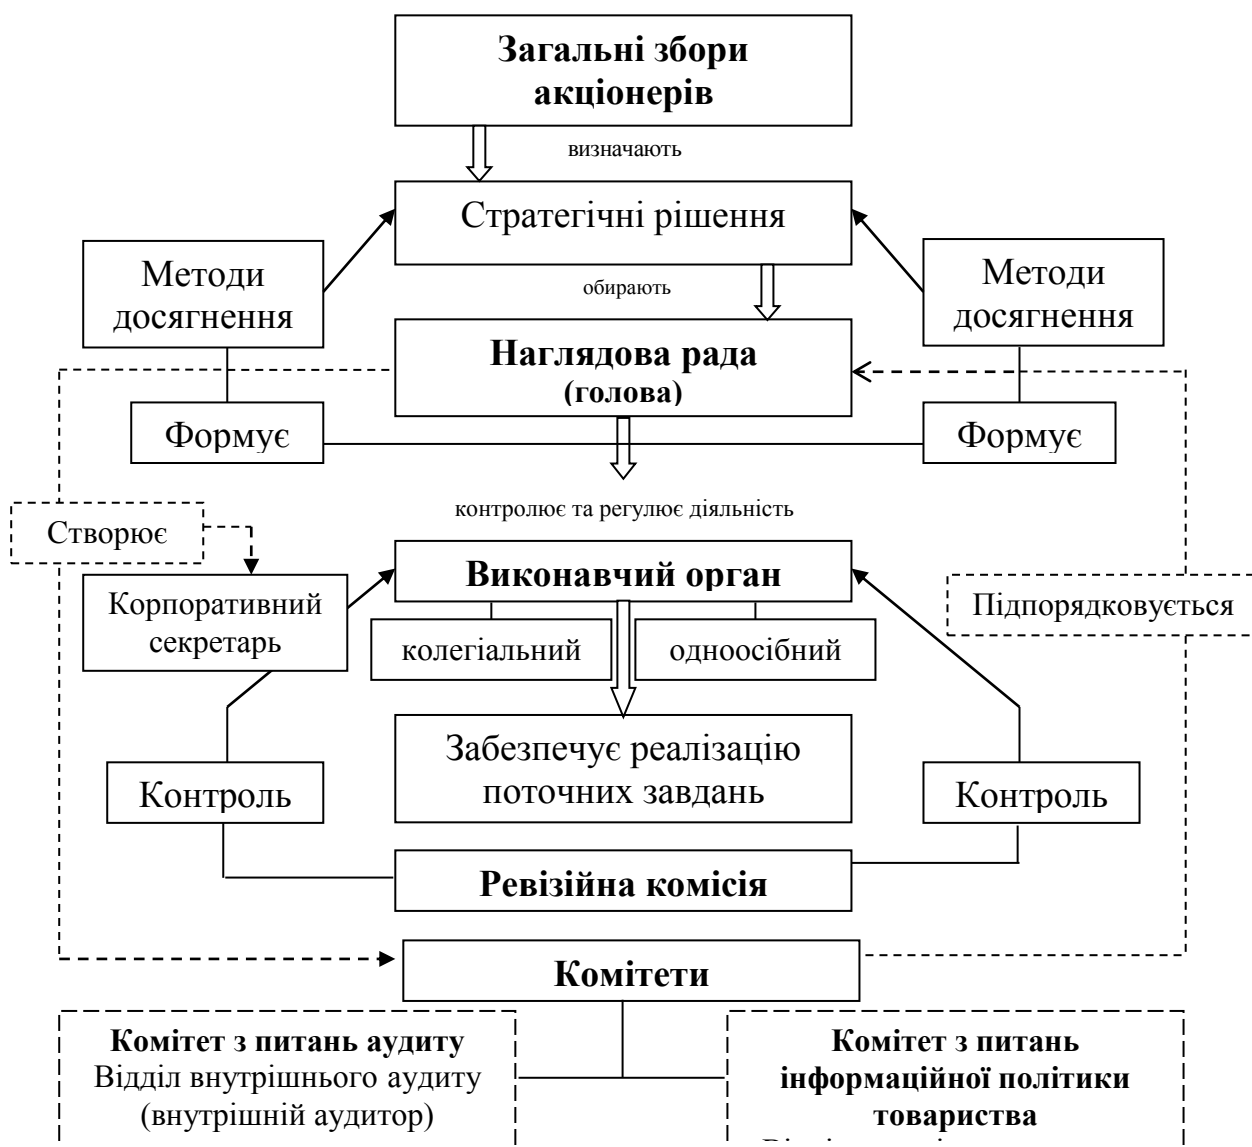 Загальні збори
акціонерів
визначають
Стратегічні рішення
Методи
досягнення
Методи
досягнення
обирають
Наглядова рада
(голова)
Формує
Формує
контролює та регулює діяльність
Створює
Виконавчий орган
Корпоративний
секретарь
Підпорядковується
колегіальний
одноосібний
Забезпечує реалізацію
поточних завдань
Контроль
Контроль
Ревізійна комісія
Комітети
Комітет з питань аудиту
Відділ внутрішнього аудиту
(внутрішній аудитор)
Комітет з питань
інформаційної політики
товариства